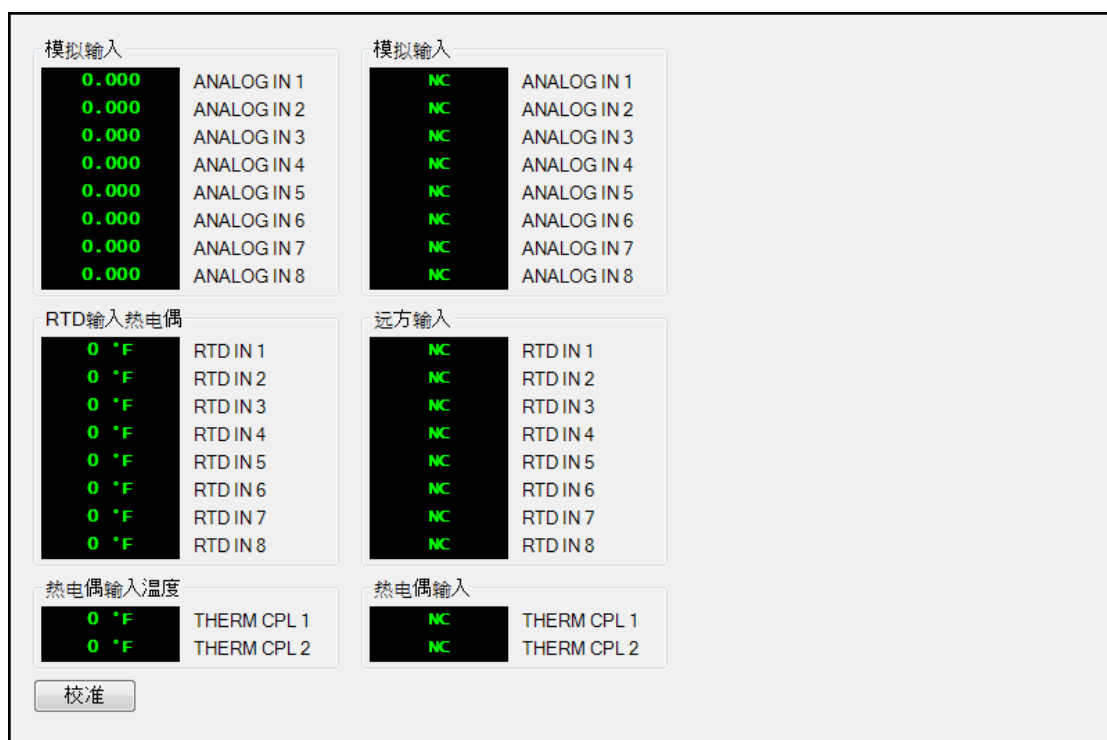 模拟输入
0.000 ANALOG IN 1
0.000 ANALOG IN 2
0.000 ANALOG IN 3
0.000 ANALOG IN 4
0.000 ANALOG IN 5
0.000 ANALOG IN 6
0.000 ANALOG IN 7
0.000 ANALOG IN 8
模拟输入
NC ANALOG IN 1
NC ANALOG IN 2
NC ANALOG IN 3
NC ANALOG IN 4
NC ANALOG IN 5
NC ANALOG IN 6
NC ANALOG IN 7
NC ANALOG IN 8
RTD输入热电偶
0 °F RTD IN 1
0 °F RTD IN 2
0 °F RTD IN 3
0 °F RTD IN 4
0 °F RTD IN 5
0 °F RTD IN 6
0 °F RTD IN 7
0 °F RTD IN 8
远方输入
NC RTD IN 1
NC RTD IN 2
NC RTD IN 3
NC RTD IN 4
NC RTD IN 5
NC RTD IN 6
NC RTD IN 7
NC RTD IN 8
热电偶输入温度
0 °F THERM CPL 1
0 °F THERM CPL 2
热电偶输入
NC THERM CPL 1
NC THERM CPL 2
校准